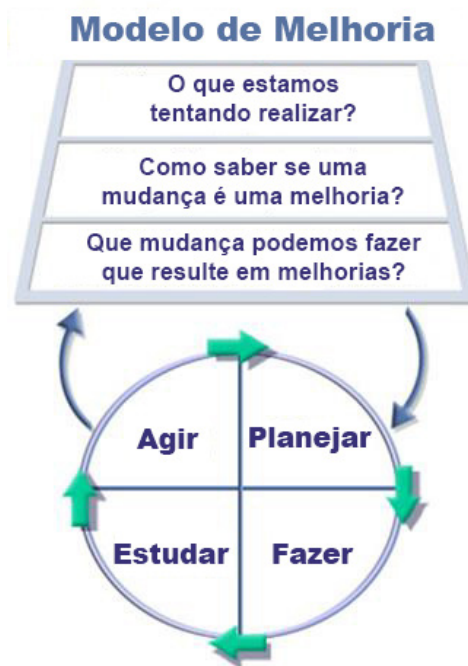 Modelo de Melhoria
O que estamos
tentando realizar?
Como saber se uma
mudança é uma melhoria?
Que mudança podemos fazer
que resulte em melhorias?
Agir
Planejar
Estudar
Fazer